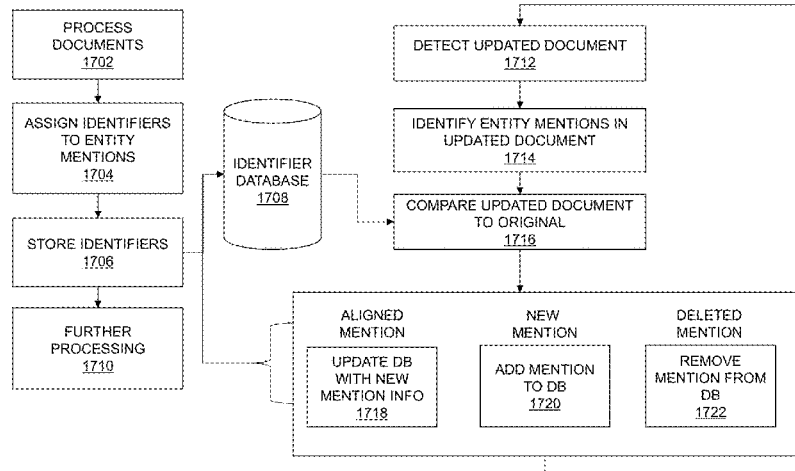 PROCESS
DOCUMENTS
1702
ASSIGN IDENTIFIERS
TO ENTITY
MENTIONS
1704
STORE IDENTIFIERS
1706
FURTHER
PROCESSING
1710
IDENTIFIER
DATABASE
1708
DETECT UPDATED DOCUMENT
1712
IDENTIFY ENTITY MENTIONS IN
UPDATED DOCUMENT
1714
COMPARE UPDATED DOCUMENT
TO ORIGINAL
1716
ALIGNED
MENTION
UPDATE DB
WITH NEW
MENTION INFO
1718
NEW
MENTION
ADD MENTION
TO DB
1720
DELETED
MENTION
REMOVE
MENTION FROM
DB
1722